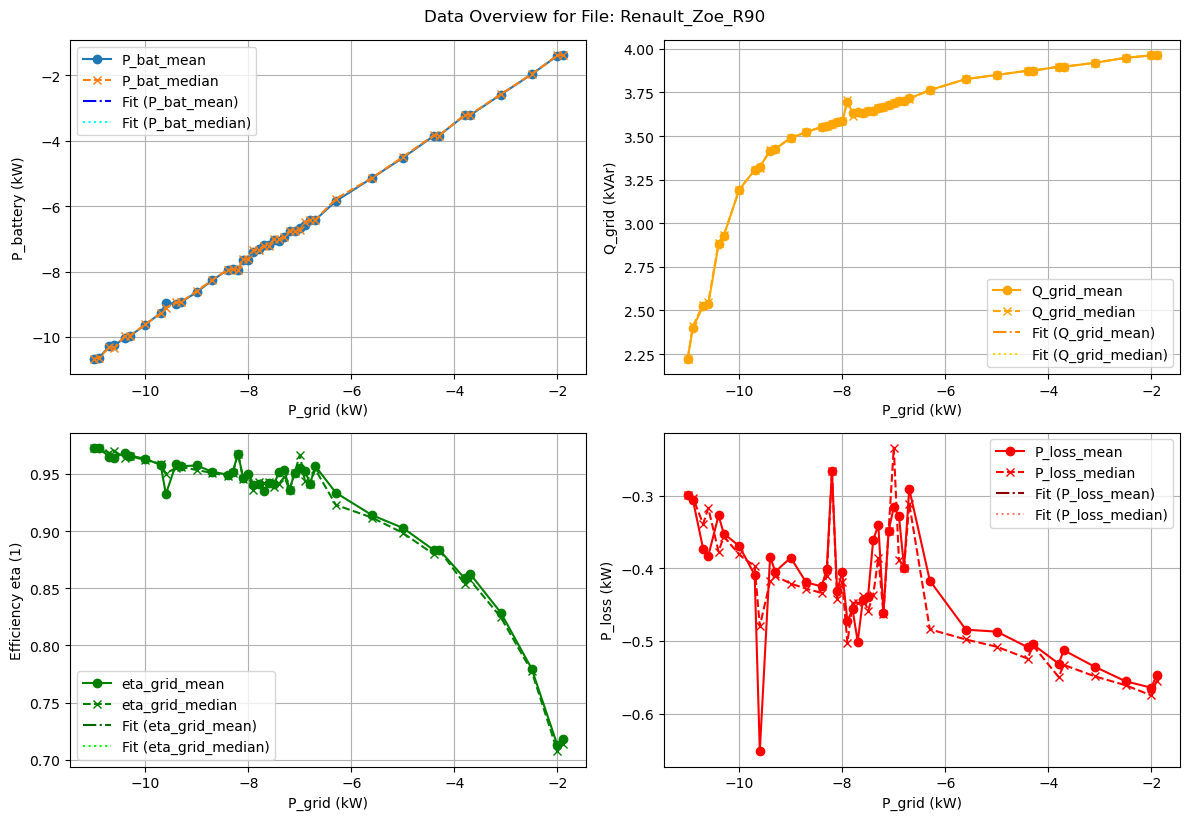 Data Overview for File: Renault_Zoe_R90
P_battery (kW)
−2
−4
−6
−8
−10
P_bat_mean
P_bat_median
Fit (P_bat_mean)
Fit (P_bat_median)
−10
−8
−6
−4
−2
P_grid (kW)
Q_grid (kVAr)
4.00
3.75
3.50
3.25
3.00
2.75
2.50
2.25
Q_grid_mean
Q_grid_median
Fit (Q_grid_mean)
Fit (Q_grid_median)
−10
−8
−6
−4
−2
P_grid (kW)
Efficiency eta (1)
0.95
0.90
0.85
0.80
0.75
0.70
eta_grid_mean
eta_grid_median
Fit (eta_grid_mean)
Fit (eta_grid_median)
−10
−8
−6
−4
−2
P_grid (kW)
P_loss (kW)
−0.3
−0.4
−0.5
−0.6
P_loss_mean
P_loss_median
Fit (P_loss_mean)
Fit (P_loss_median)
−10
−8
−6
−4
−2
P_grid (kW)